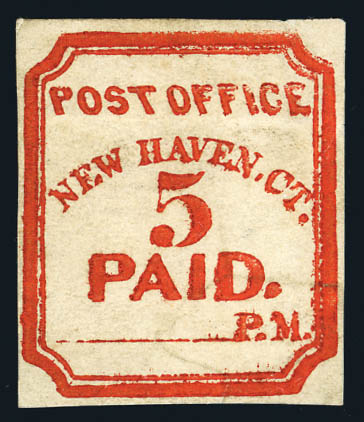 POST OFFICE
NEW HAVEN. CT.
5
PAID.
P.M.